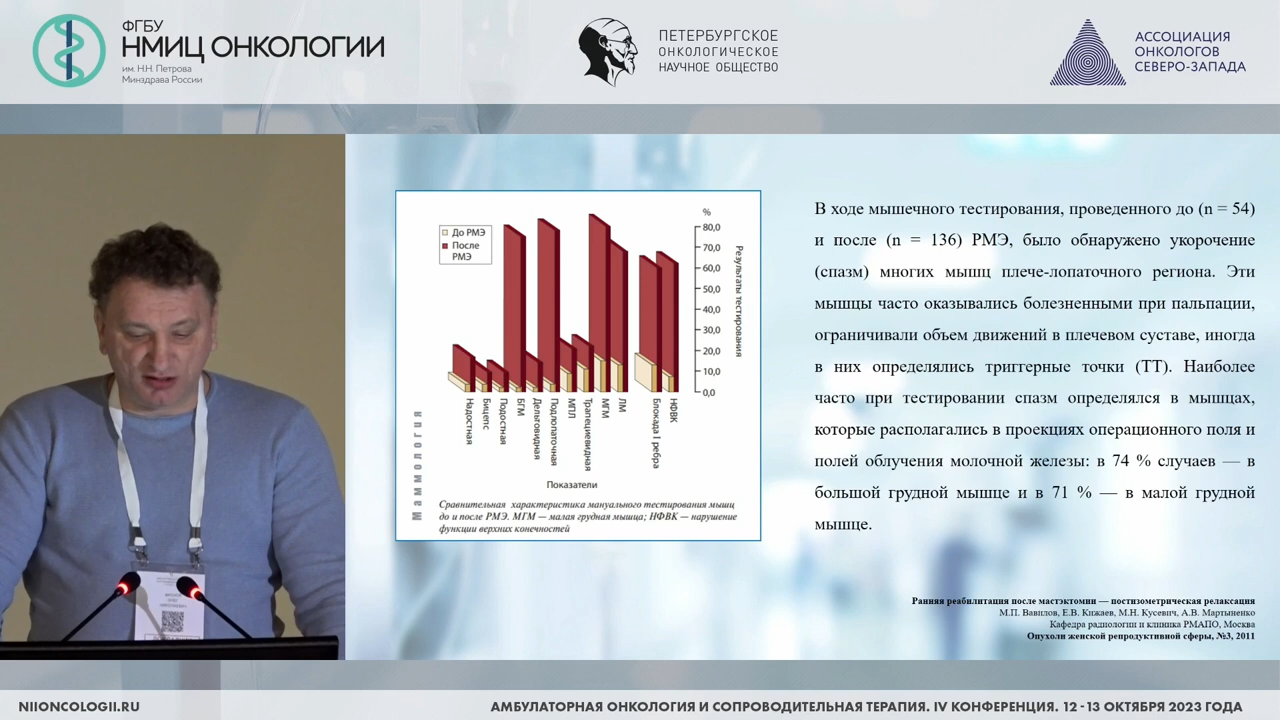 ФГБУ
НМИЦ ОНКОЛОГИИ
им. Н.Н. Петрова
Минздрава России
ПЕТЕРБУРГСКОЕ
ОНКОЛОГИЧЕСКОЕ
НАУЧНОЕ ОБЩЕСТВО
АССОЦИАЦИЯ
ОНКОЛОГОВ
СЕВЕРО-ЗАПАДА
До РМЭ
После
РМЭ
%
80,0
70,0
60,0
50,0
40,0
30,0
20,0
10,0
0,0
Результаты тестирования
Надостная
Бицепс
Подостная
БГМ
Дельтовидная
Подлопаточная
МПЛ
Трапециевидная
МГМ
ЛМ
Блокада I ребра
НФВК
Показатели
Маммология
Сравнительная характеристика мануального тестирования мышц
до и после РМЭ. МГМ — малая грудная мышца; НФВК — нарушение
функции верхних конечностей
В ходе мышечного тестирования, проведенного до (n = 54)
и после (n = 136) РМЭ, было обнаружено укорочение
(спазм) многих мышц плече-лопаточного региона. Эти
мышцы часто оказывались болезненными при пальпации,
ограничивали объем движений в плечевом суставе, иногда
в них определялись триггерные точки (ТТ). Наиболее
часто при тестировании спазм определялся в мышцах,
которые располагались в проекциях операционного поля и
полей облучения молочной железы: в 74 % случаев — в
большой грудной мышце и в 71 % — в малой грудной
мышце.
Ранняя реабилитация после мастэктомии — постизометрическая релаксация
М.П. Вавилов, Е.В. Кижаев, М.Н. Кусевич, А.В. Мартыненко
Кафедра радиологии и клиника РМАПО, Москва
Опухоли женской репродуктивной сферы, №3, 2011
NIIONCOLOGII.RU
АМБУЛАТОРНАЯ ОНКОЛОГИЯ И СОПРОВОДИТЕЛЬНАЯ ТЕРАПИЯ. IV КОНФЕРЕНЦИЯ. 12 - 13 ОКТЯБРЯ 2023 ГОДА